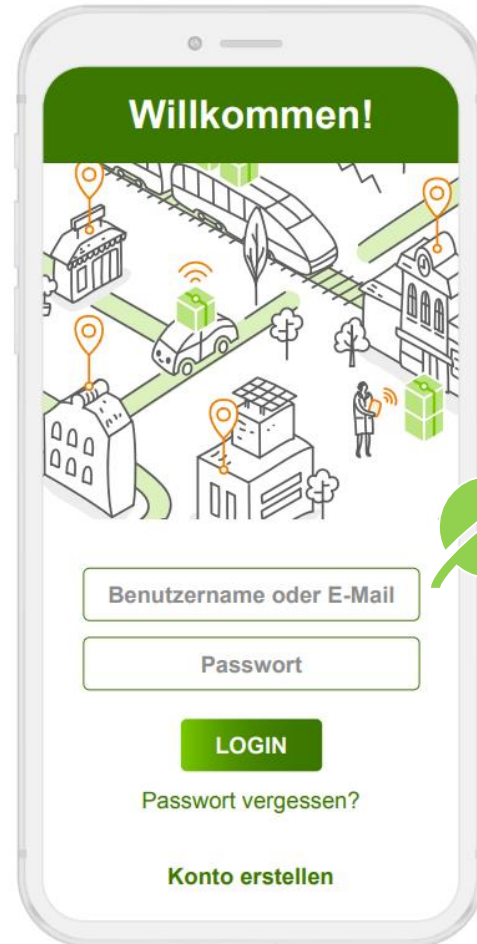 Willkommen!
Benutzername oder E-Mail
Passwort
LOGIN
Passwort vergessen?
Konto erstellen